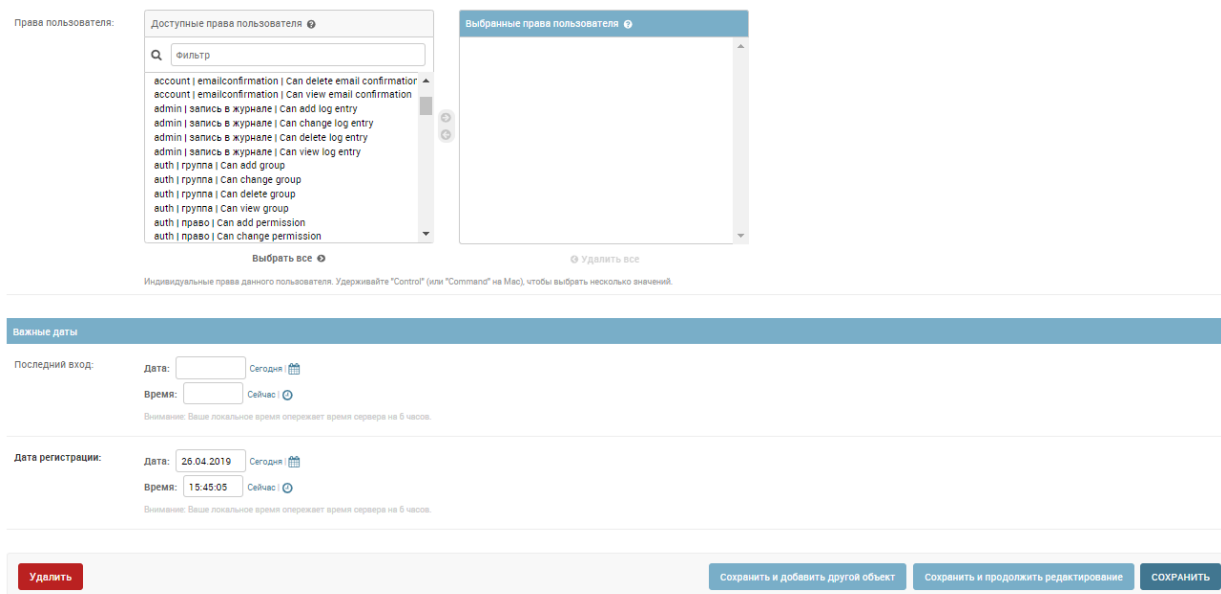 Права пользователя:
Доступные права пользователя
Фильтр
account | emailconfirmation | Can delete email confirmation
account | emailconfirmation | Can view email confirmation
admin | запись в журнале | Can add log entry
admin | запись в журнале | Can change log entry
admin | запись в журнале | Can delete log entry
admin | запись в журнале | Can view log entry
auth | группа | Can add group
auth | группа | Can change group
auth | группа | Can delete group
auth | группа | Can view group
auth | право | Can add permission
auth | право | Can change permission
Выбрать все
Выбранные права пользователя
Удалить все
Индивидуальные права данного пользователя. Удерживайте "Control" (или "Command" на Mac), чтобы выбрать несколько значений.
Важные даты
Последний вход:
Дата: Сегодня |
Время: Сейчас |
Внимание: Ваше локальное время опережает время сервера на 6 часов.
Дата регистрации:
Дата: 26.04.2019 Сегодня |
Время: 15:45:05 Сейчас |
Внимание: Ваше локальное время опережает время сервера на 6 часов.
Удалить
Сохранить и добавить другой объект
Сохранить и продолжить редактирование
СОХРАНИТЬ